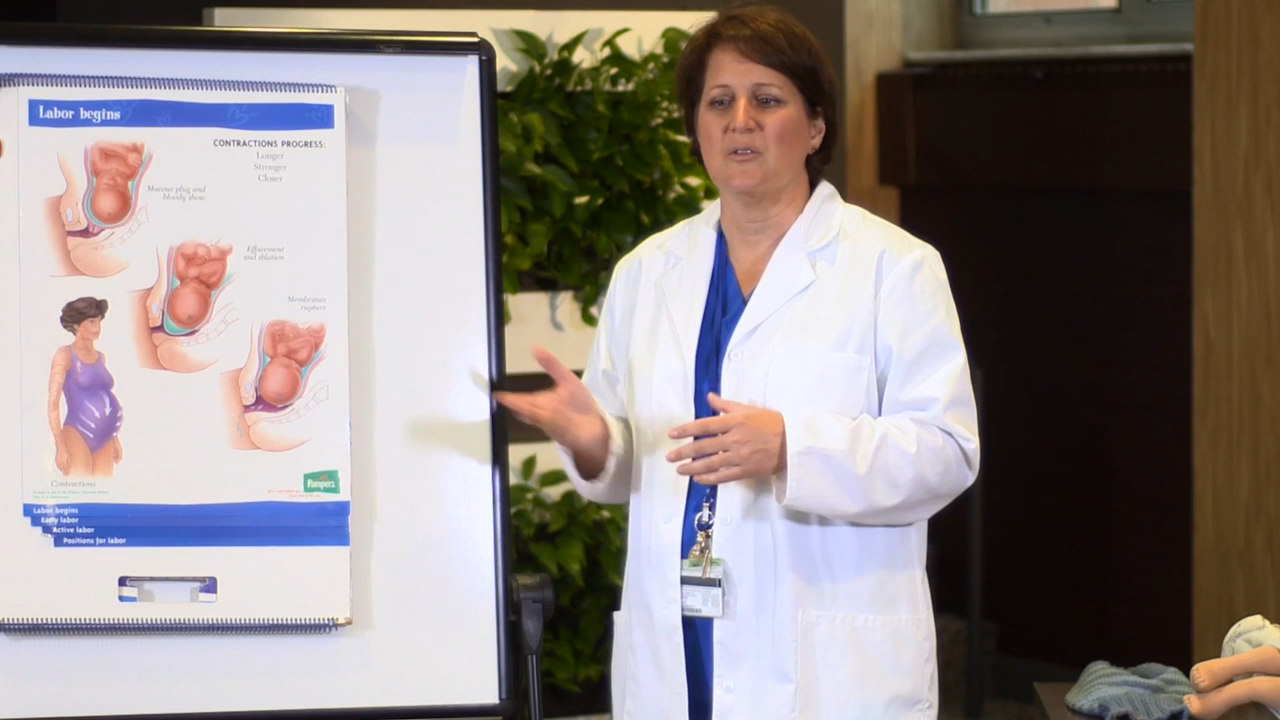 Labor begins
CONTRACTIONS PROGRESS:
Longer
Stronger
Closer
Mucous plug and
bloody show
Effacement
and dilation
Membranes
rupture
Contractions
Pampers
Labor begins
Early labor
Active labor
Positions for labor